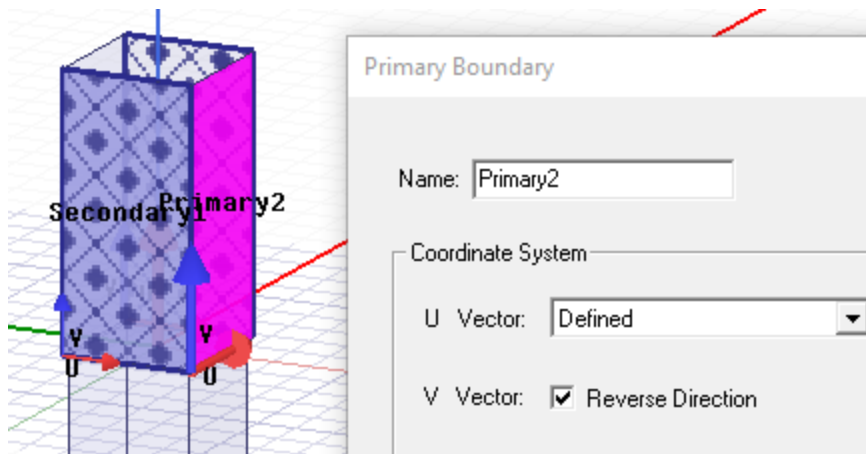 Primary Boundary
Name: Primary2
Secondary1
Primary2
Coordinate System
U Vector: Defined
V
U
V
U
V Vector: Reverse Direction